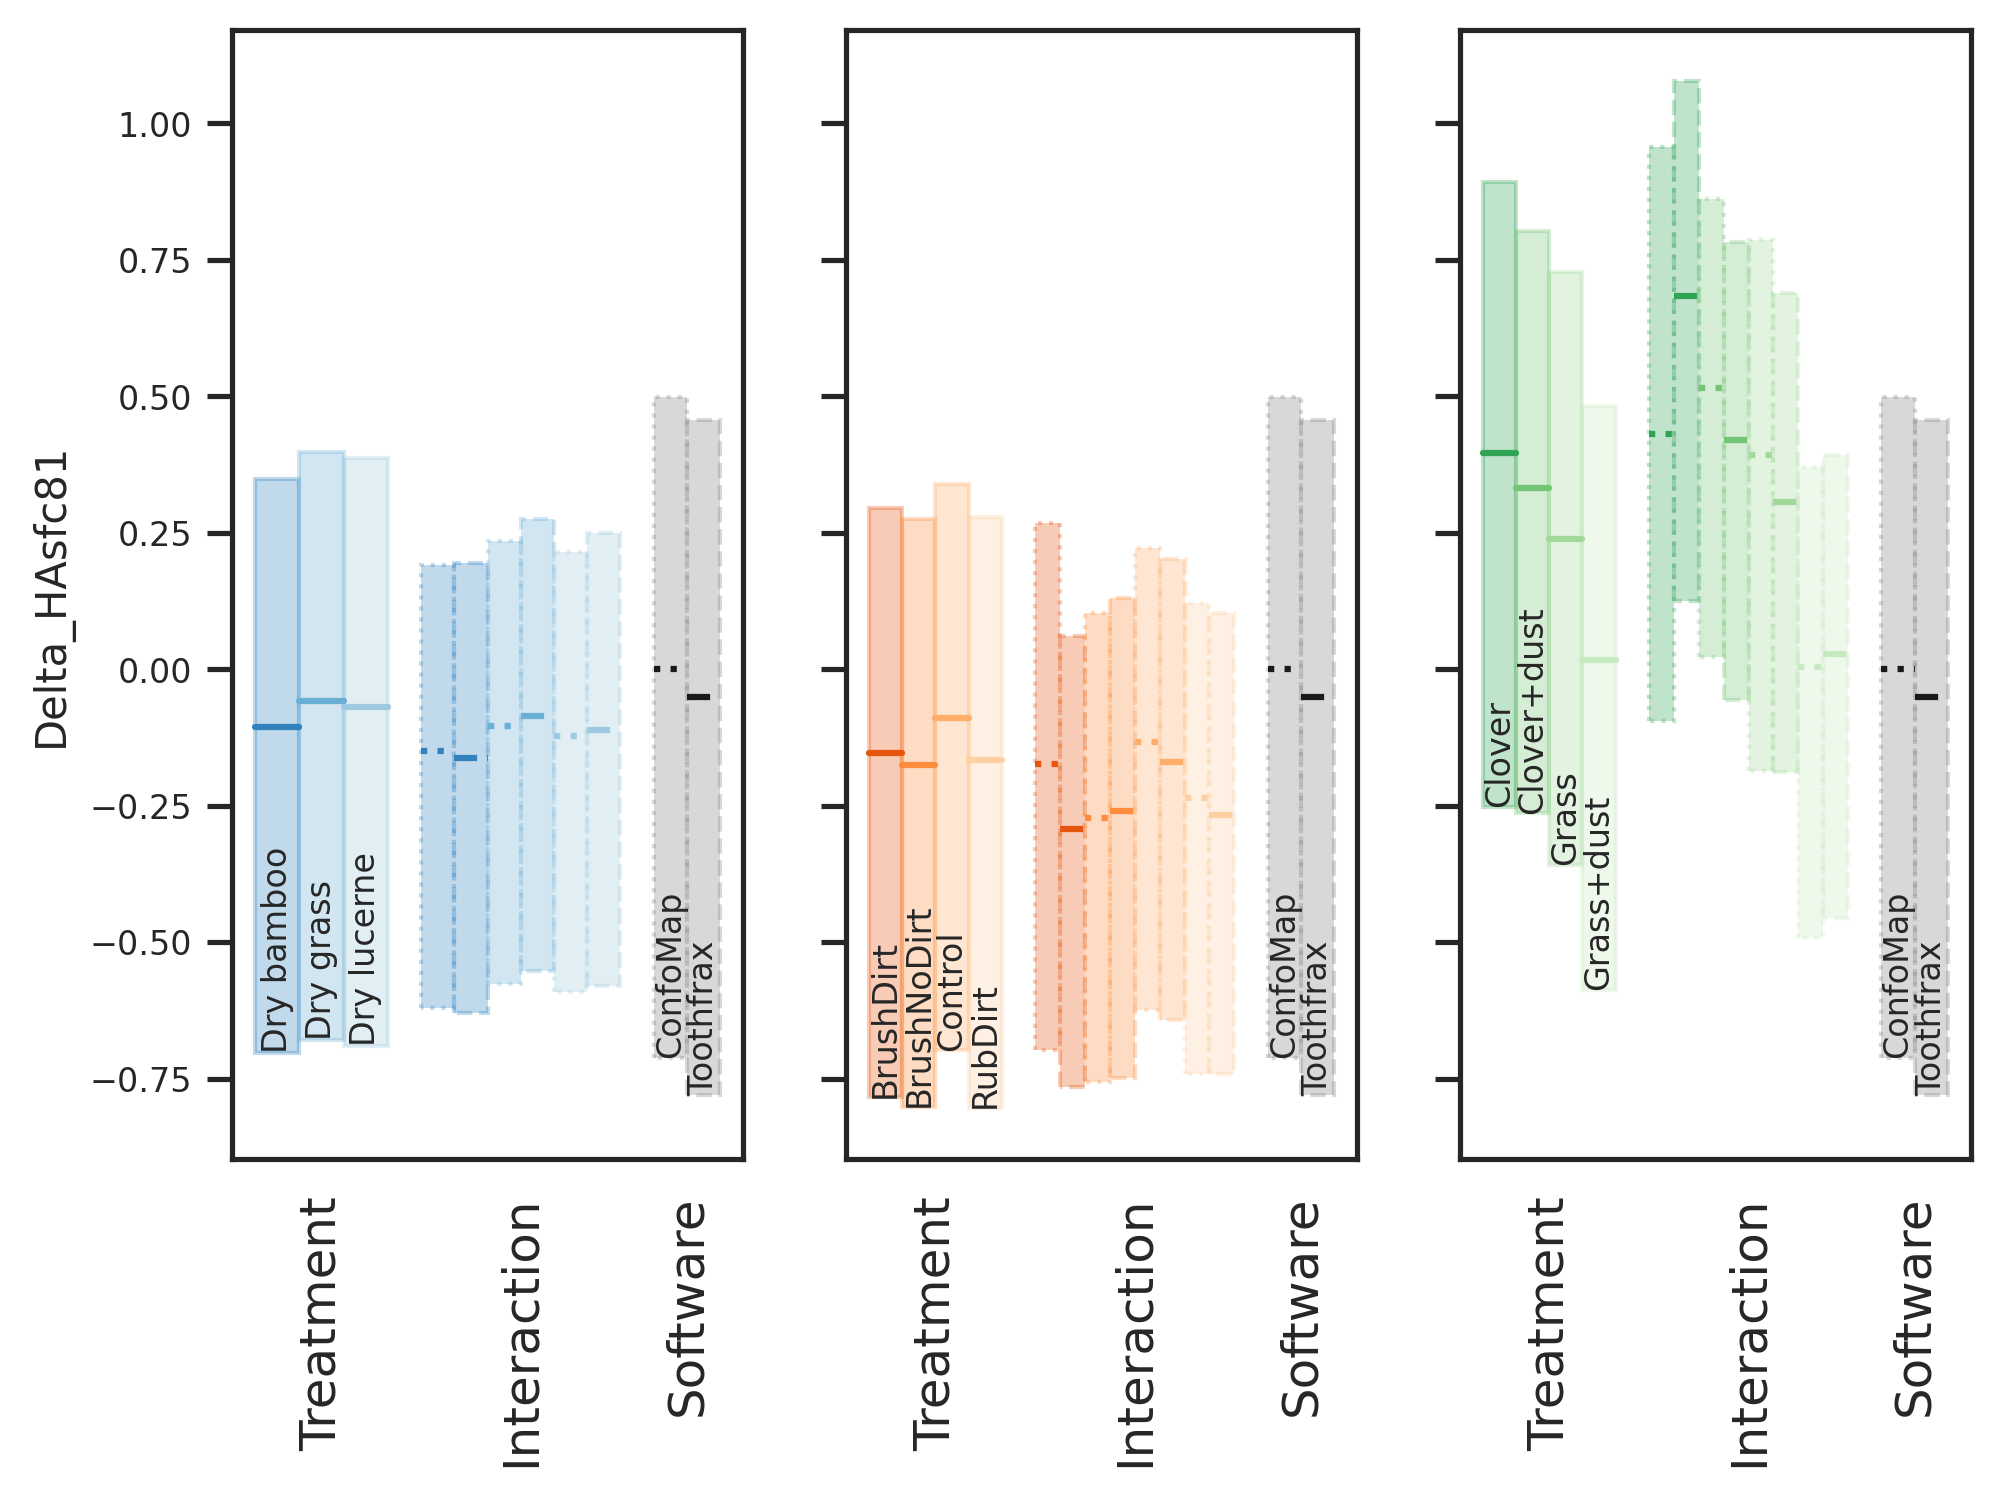 Delta_HAsfc81
1.00
0.75
0.50
0.25
0.00
−0.25
−0.50
−0.75
Dry bamboo
Dry grass
Dry lucerne
ConfoMap
Toothfrax
Treatment
Interaction
Software
BrushDirt
BrushNoDirt
Control
RubDirt
ConfoMap
Toothfrax
Treatment
Interaction
Software
Clover
Clover+dust
Grass
Grass+dust
ConfoMap
Toothfrax
Treatment
Interaction
Software